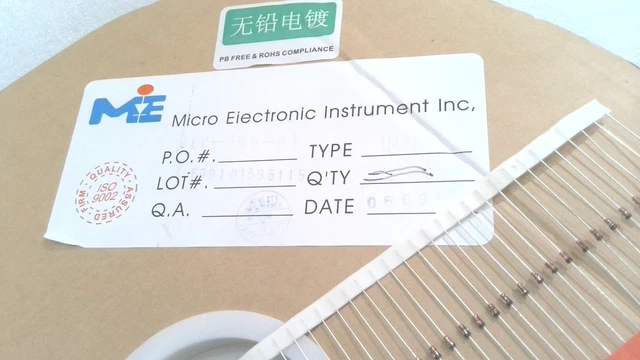 无铅电镀
PB FREE & ROHS COMPLIANCE
MIE
Micro Electronic Instrument Inc,
P.O.#. TYPE
LOT#. Q'TY
Q.A. DATE
FIRM · QUALITY · ASSURED
ISO
9002